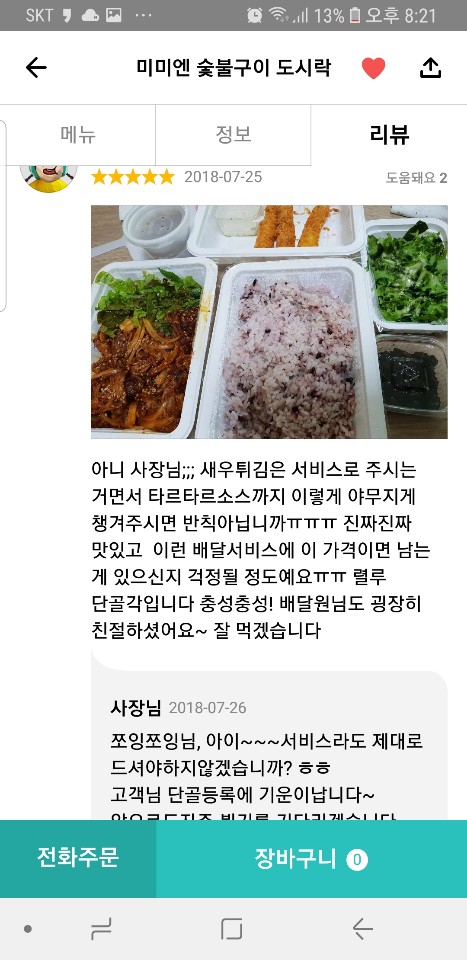 SKT 13% 오후 8:21
미미엔 숯불구이 도시락
메뉴 정보 리뷰
★★★★★ 2018-07-25 도움돼요 2
아니 사장님;;; 새우튀김은 서비스로 주시는
거면서 타르타르소스까지 이렇게 야무지게
챙겨주시면 반칙아닙니까ㅠㅠㅠ 진짜진짜
맛있고 이런 배달서비스에 이 가격이면 남는
게 있으신지 걱정될 정도예요ㅠㅠ 렬루
단골각입니다 충성충성! 배달원님도 굉장히
친절하셨어요~ 잘 먹겠습니다
사장님 2018-07-26
쪼잉쪼잉님, 아이~~~서비스라도 제대로
드셔야하지않겠습니까? ㅎㅎ
고객님 단골등록에 기운이납니다~
전화주문 장바구니 0